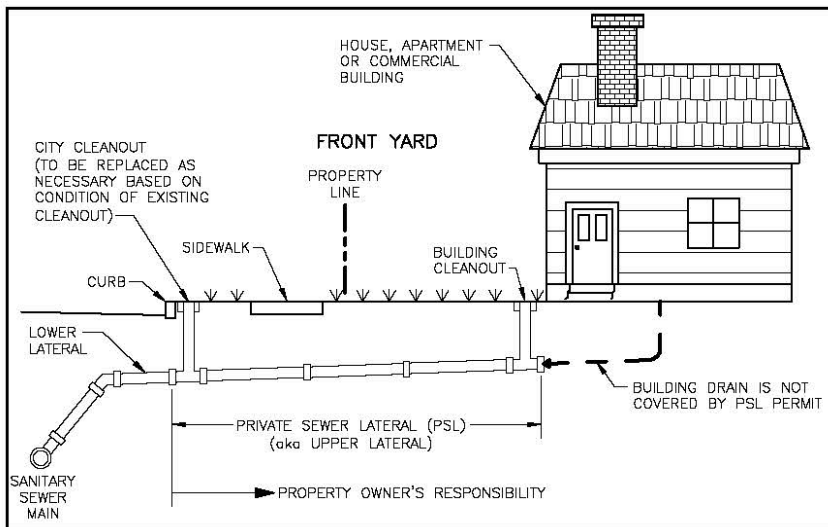 HOUSE, APARTMENT
OR COMMERCIAL
BUILDING
CITY CLEANOUT
(TO BE REPLACED AS
NECESSARY BASED ON
CONDITION OF EXISTING
CLEANOUT)
FRONT YARD
PROPERTY
LINE
SIDEWALK
BUILDING
CLEANOUT
CURB
LOWER
LATERAL
BUILDING DRAIN IS NOT
COVERED BY PSL PERMIT
PRIVATE SEWER LATERAL (PSL)
(aka UPPER LATERAL)
SANITARY
SEWER
MAIN
PROPERTY OWNER'S RESPONSIBILITY